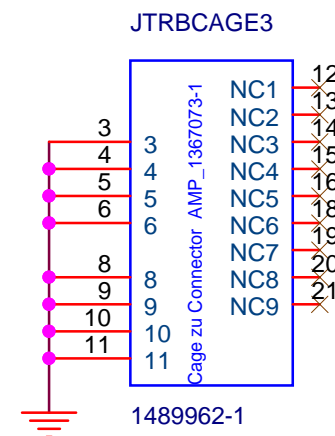 JTRBCAGE3
3 3
4 4
5 5
6 6
8 8
9 9
10 10
11 11
Cage zu Connector AMP_1367073-1
NC1 12
NC2 13
NC3 14
NC4 15
NC5 16
NC6 18
NC7 19
NC8 20
NC9 21
1489962-1